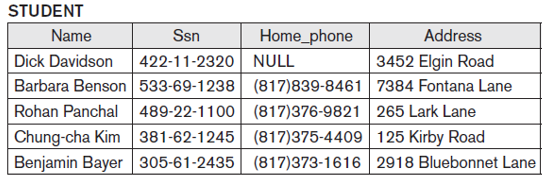 STUDENT
Name Ssn Home_phone Address
Dick Davidson 422-11-2320 NULL 3452 Elgin Road
Barbara Benson 533-69-1238 (817)839-8461 7384 Fontana Lane
Rohan Panchal 489-22-1100 (817)376-9821 265 Lark Lane
Chung-cha Kim 381-62-1245 (817)375-4409 125 Kirby Road
Benjamin Bayer 305-61-2435 (817)373-1616 2918 Bluebonnet Lane